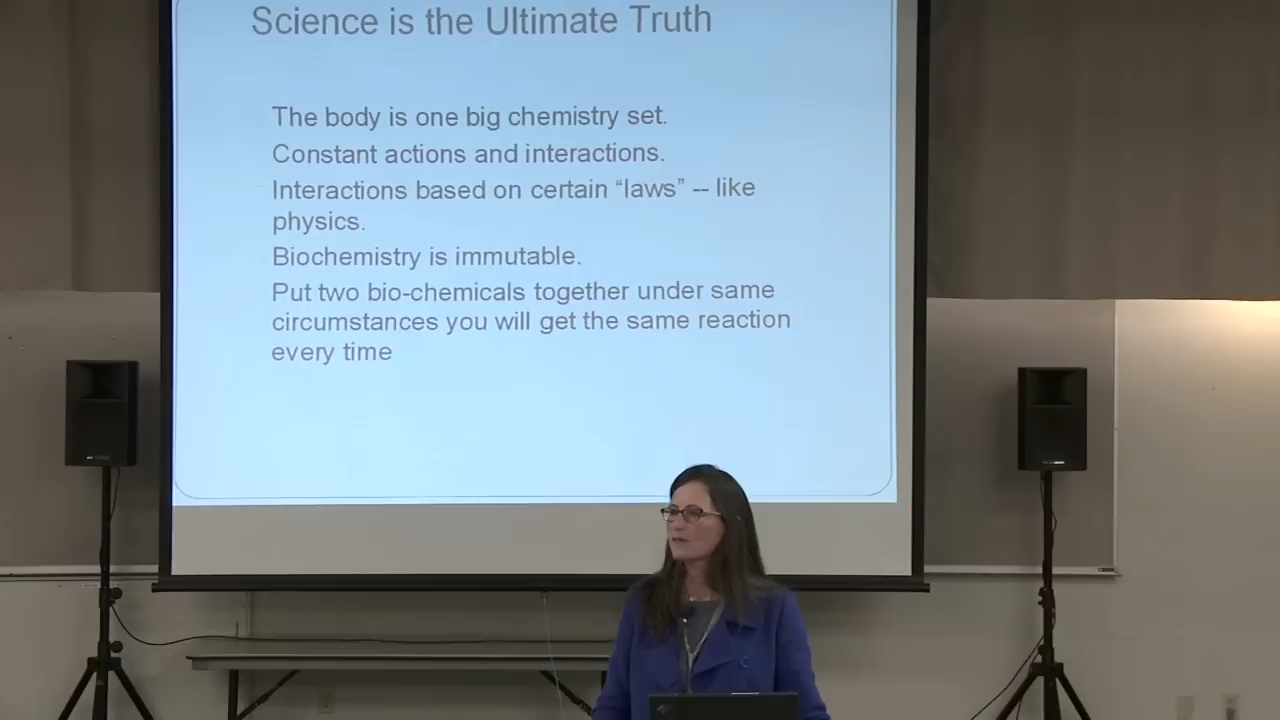 Science is the Ultimate Truth
The body is one big chemistry set.
Constant actions and interactions.
Interactions based on certain “laws” -- like
physics.
Biochemistry is immutable.
Put two bio-chemicals together under same
circumstances you will get the same reaction
every time